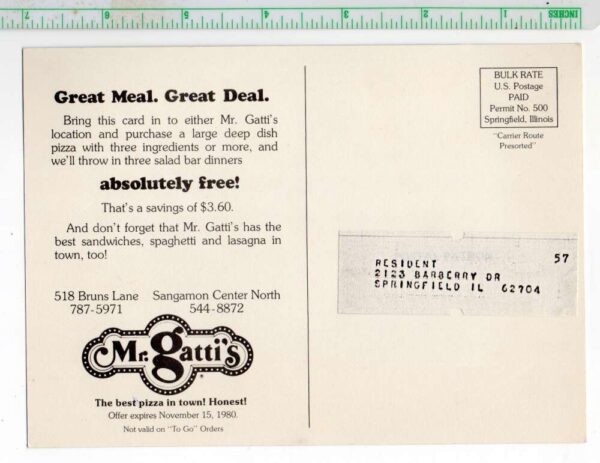 INCHES
1
2
3
4
5
6
7
Great Meal. Great Deal.
Bring this card in to either Mr. Gatti's
location and purchase a large deep dish
pizza with three ingredients or more, and
we'll throw in three salad bar dinners
absolutely free!
That's a savings of $3.60.
And don't forget that Mr. Gatti's has the
best sandwiches, spaghetti and lasagna in
town, too!
518 Bruns Lane Sangamon Center North
787-5971 544-8872
Mr. Gatti's
The best pizza in town! Honest!
Offer expires November 15, 1980.
Not valid on "To Go" Orders
BULK RATE
U.S. Postage
PAID
Permit No. 500
Springfield, Illinois
"Carrier Route
Presorted"
57
RESIDENT
2123 BARBERRY DR
SPRINGFIELD IL 62704